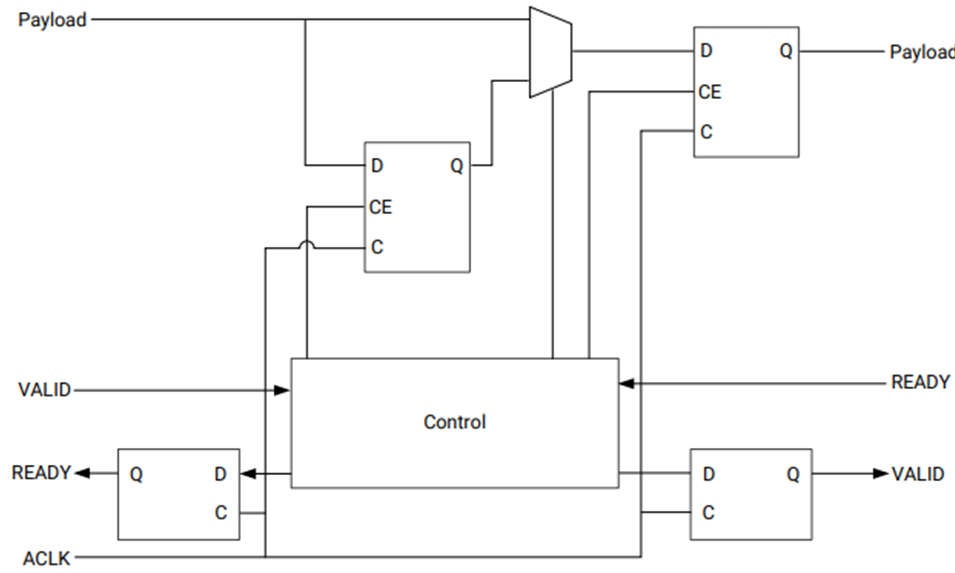 Payload
D Q
Payload
CE
C
D Q
CE
C
VALID
READY
Control
READY
Q D
C
D Q
VALID
C
ACLK